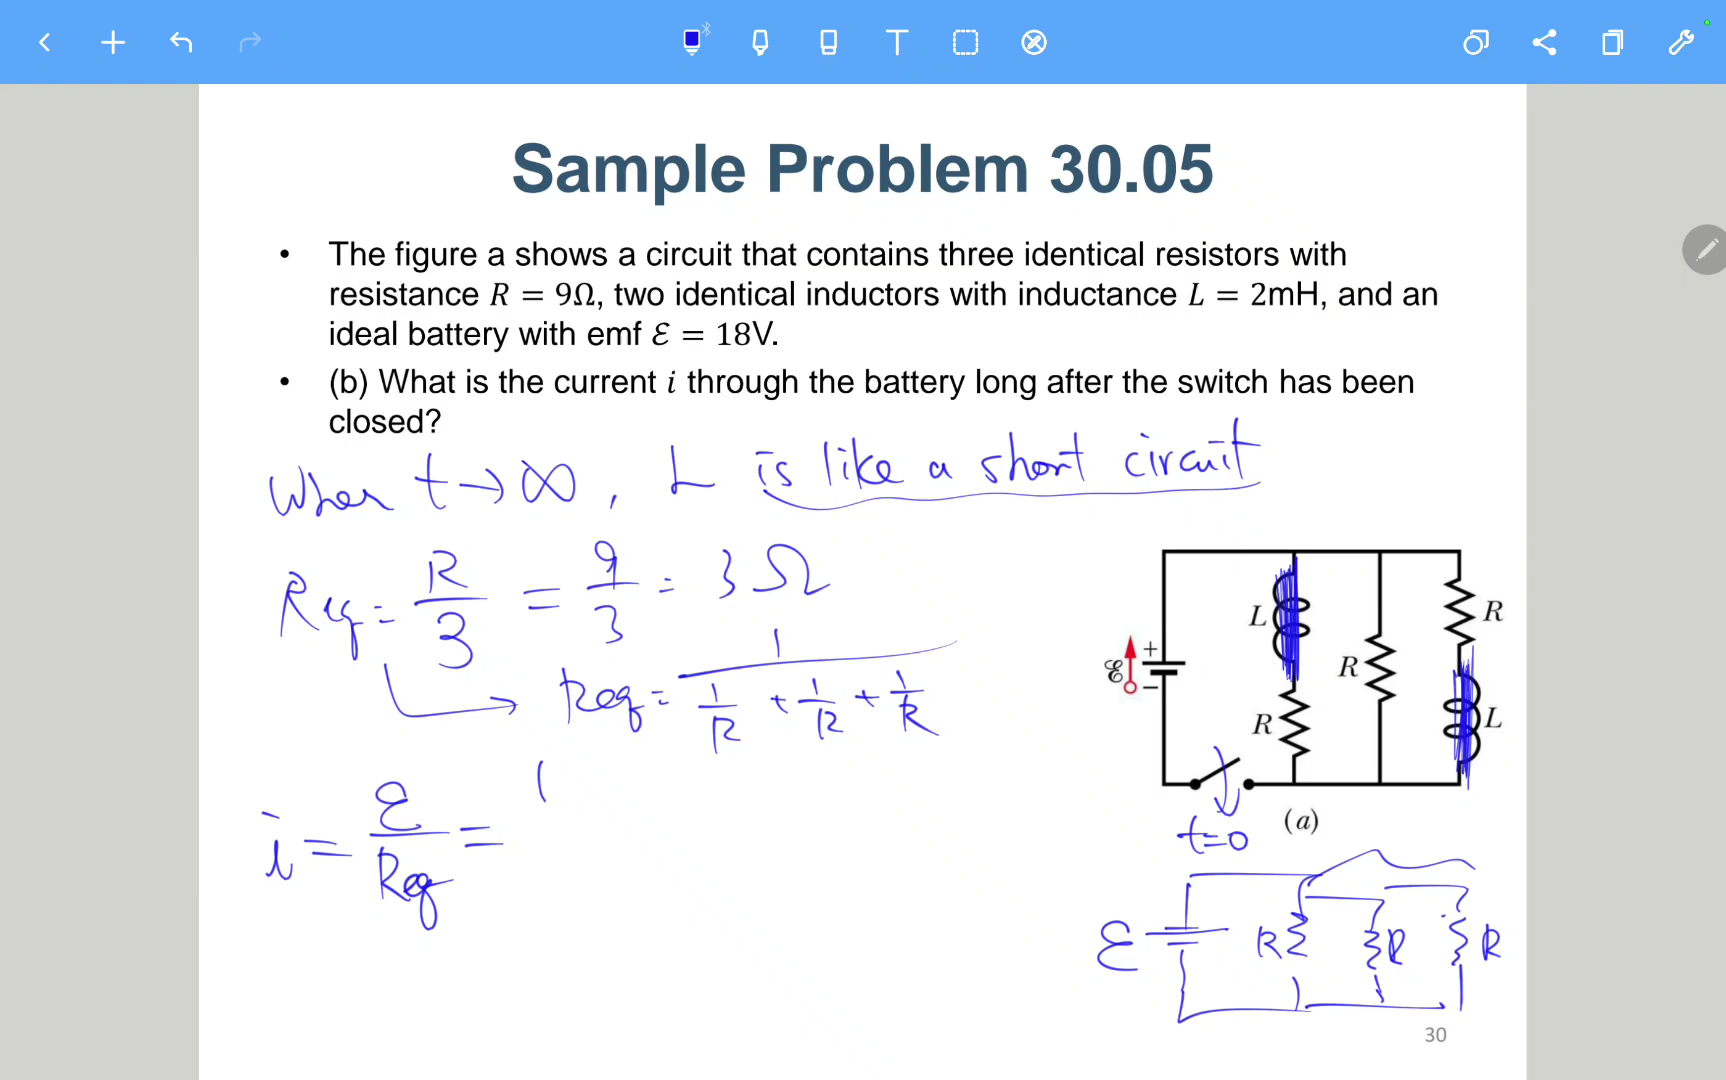 Sample Problem 30.05
• The figure a shows a circuit that contains three identical resistors with
resistance R = 9Ω, two identical inductors with inductance L = 2mH, and an
ideal battery with emf ℰ = 18V.
• (b) What is the current i through the battery long after the switch has been
closed?
When t→∞, L is like a short circuit
Req = R/3 = 9/3 = 3Ω
→ Req = 1/(1/R + 1/R + 1/R)
i = ℰ/Req = (
L
R
R
R
L
ℰ + −
t=0
(a)
ℰ R R R
30